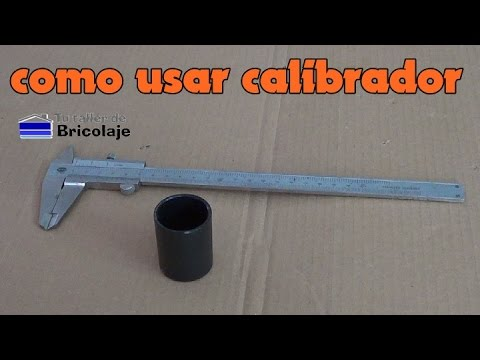 como usar calibrador
Tu taller de
Bricolaje